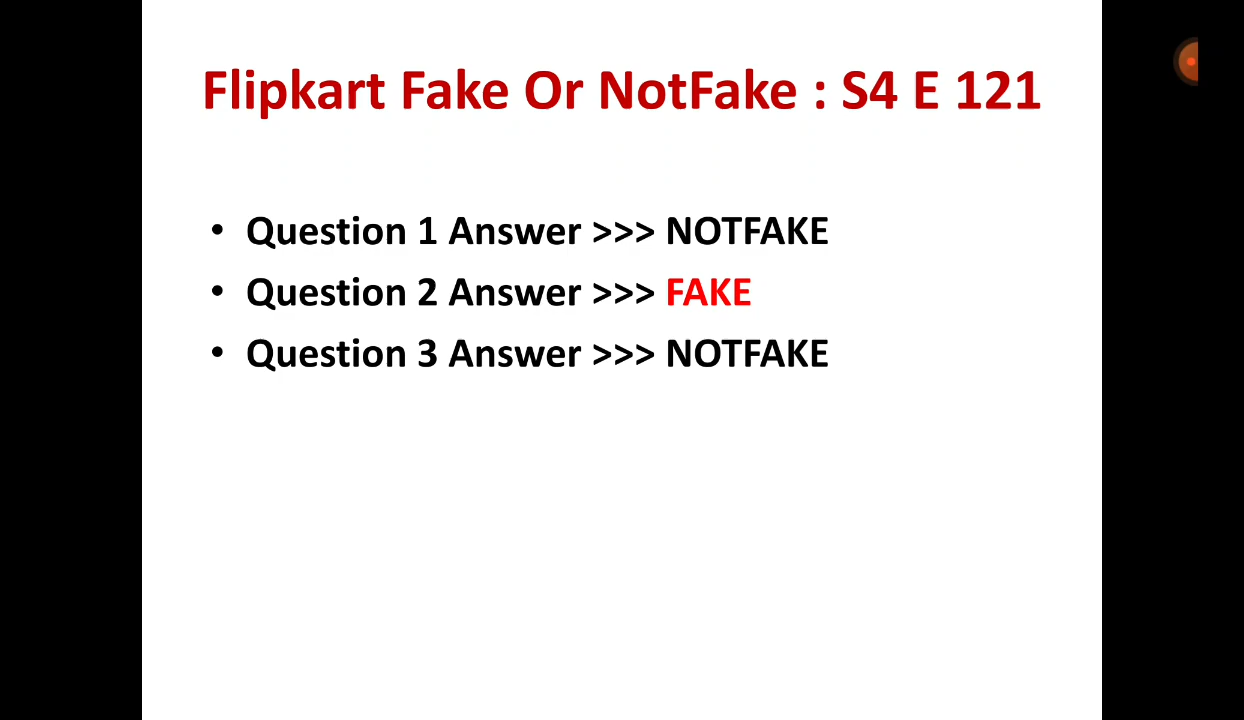 Flipkart Fake Or NotFake : S4 E 121
• Question 1 Answer >>> NOTFAKE
• Question 2 Answer >>> FAKE
• Question 3 Answer >>> NOTFAKE